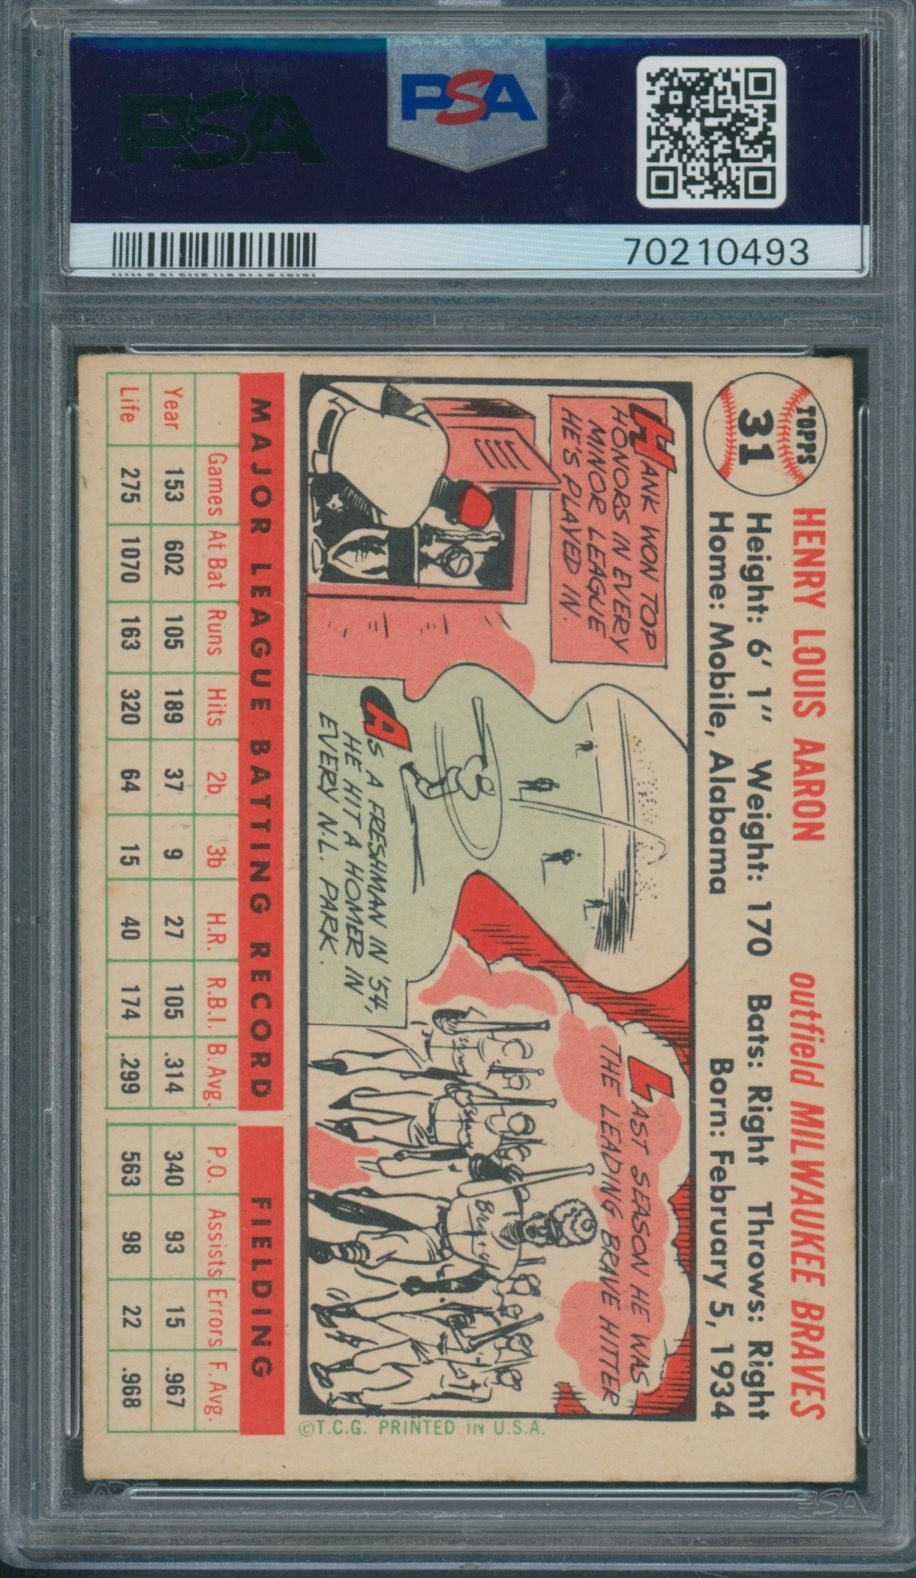 PSA
PSA
70210493
TOPPS
31
HENRY LOUIS AARON
outfield MILWAUKEE BRAVES
Height: 6' 1" Weight: 170 Bats: Right Throws: Right
Home: Mobile, Alabama Born: February 5, 1934
HANK WON TOP
HONORS IN EVERY
MINOR LEAGUE
HE'S PLAYED IN.
AS A FRESHMAN IN '54,
HE HIT A HOMER IN
EVERY N.L. PARK.
LAST SEASON HE WAS
THE LEADING BRAVE HITTER
Braves
©T.C.G. PRINTED IN U.S.A.
MAJOR LEAGUE BATTING RECORD FIELDING
Games At Bat Runs Hits 2b 3b H.R. R.B.I. B. Avg. P.O. Assists Errors F. Avg.
Year 153 602 105 189 37 9 27 105 .314 340 93 15 .967
Life 275 1070 163 320 64 15 40 174 .299 563 98 22 .968
PSA